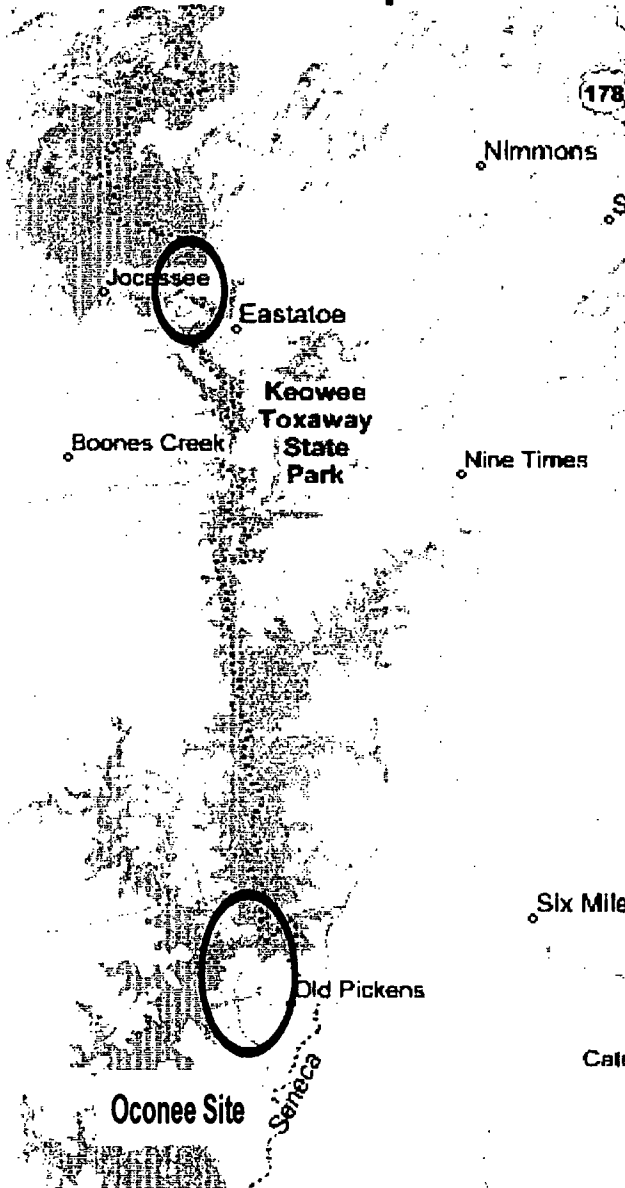 178
Nimmons
Jocassee
Eastatoe
Keowee
Toxaway
State
Park
Boones Creek
Nine Times
Six Mile
Old Pickens
Oconee Site
Seneca